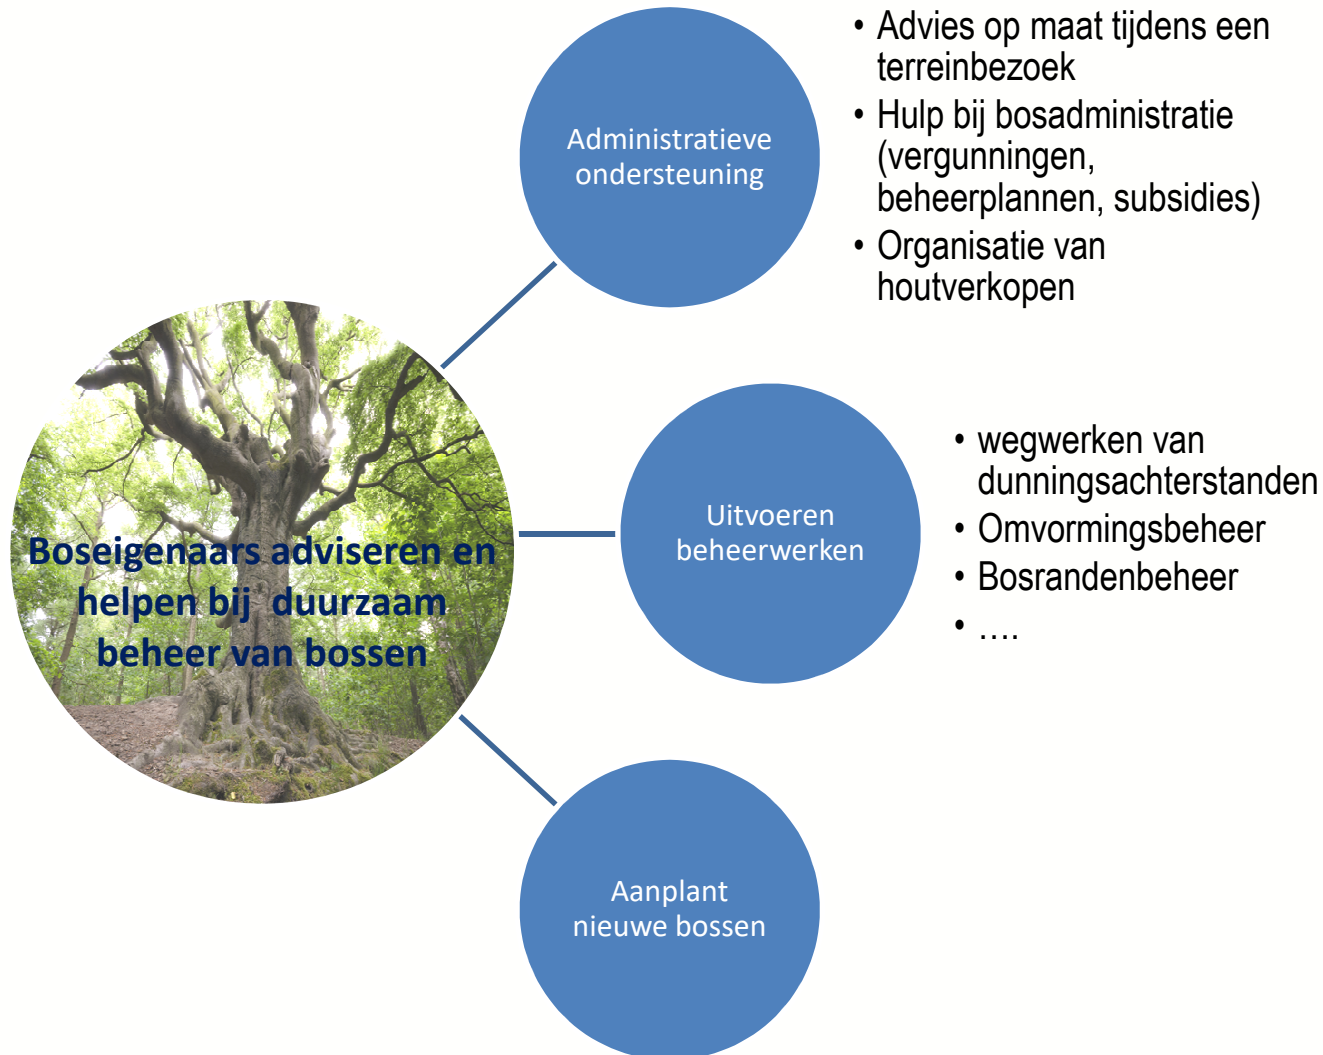 Boseigenaars adviseren en
helpen bij  duurzaam
beheer van bossen
Administratieve
ondersteuning
• Advies op maat tijdens een
terreinbezoek
• Hulp bij bosadministratie
(vergunningen,
beheerplannen, subsidies)
• Organisatie van
houtverkopen
Uitvoeren
beheerwerken
• wegwerken van
dunningsachterstanden
• Omvormingsbeheer
• Bosrandenbeheer
• ….
Aanplant
nieuwe bossen